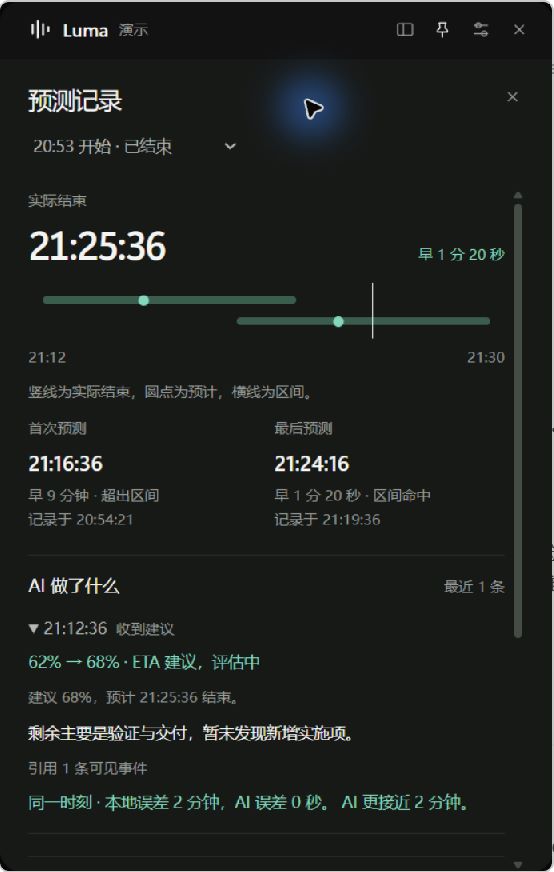 Luma 演示
预测记录
20:53 开始 · 已结束
实际结束
21:25:36
早 1 分 20 秒
21:12
21:30
竖线为实际结束，圆点为预计，横线为区间。
首次预测
最后预测
21:16:36
21:24:16
早 9 分钟 · 超出区间
早 1 分 20 秒 · 区间命中
记录于 20:54:21
记录于 21:19:36
AI 做了什么
最近 1 条
▼ 21:12:36 收到建议
62% → 68% · ETA 建议，评估中
建议 68%，预计 21:25:36 结束。
剩余主要是验证与交付，暂未发现新增实施项。
引用 1 条可见事件
同一时刻 · 本地误差 2 分钟，AI 误差 0 秒。 AI 更接近 2 分钟。